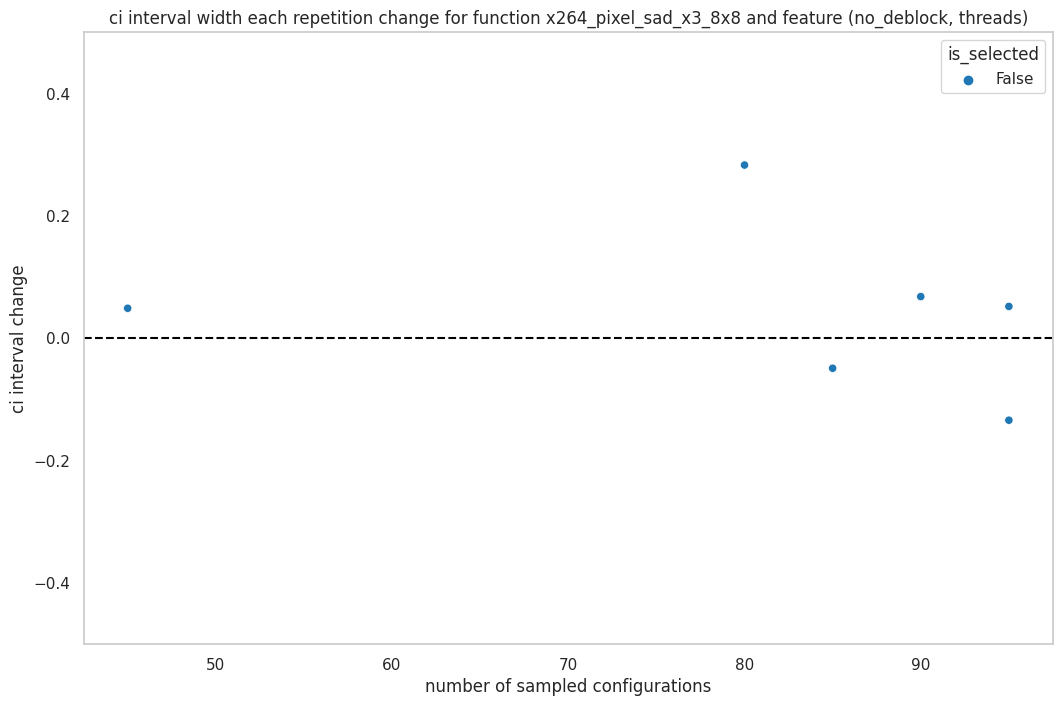 ci interval width each repetition change for function x264_pixel_sad_x3_8x8 and feature (no_deblock, threads)
is_selected
False
0.4
0.2
0.0
−0.2
−0.4
ci interval change
50 60 70 80 90
number of sampled configurations